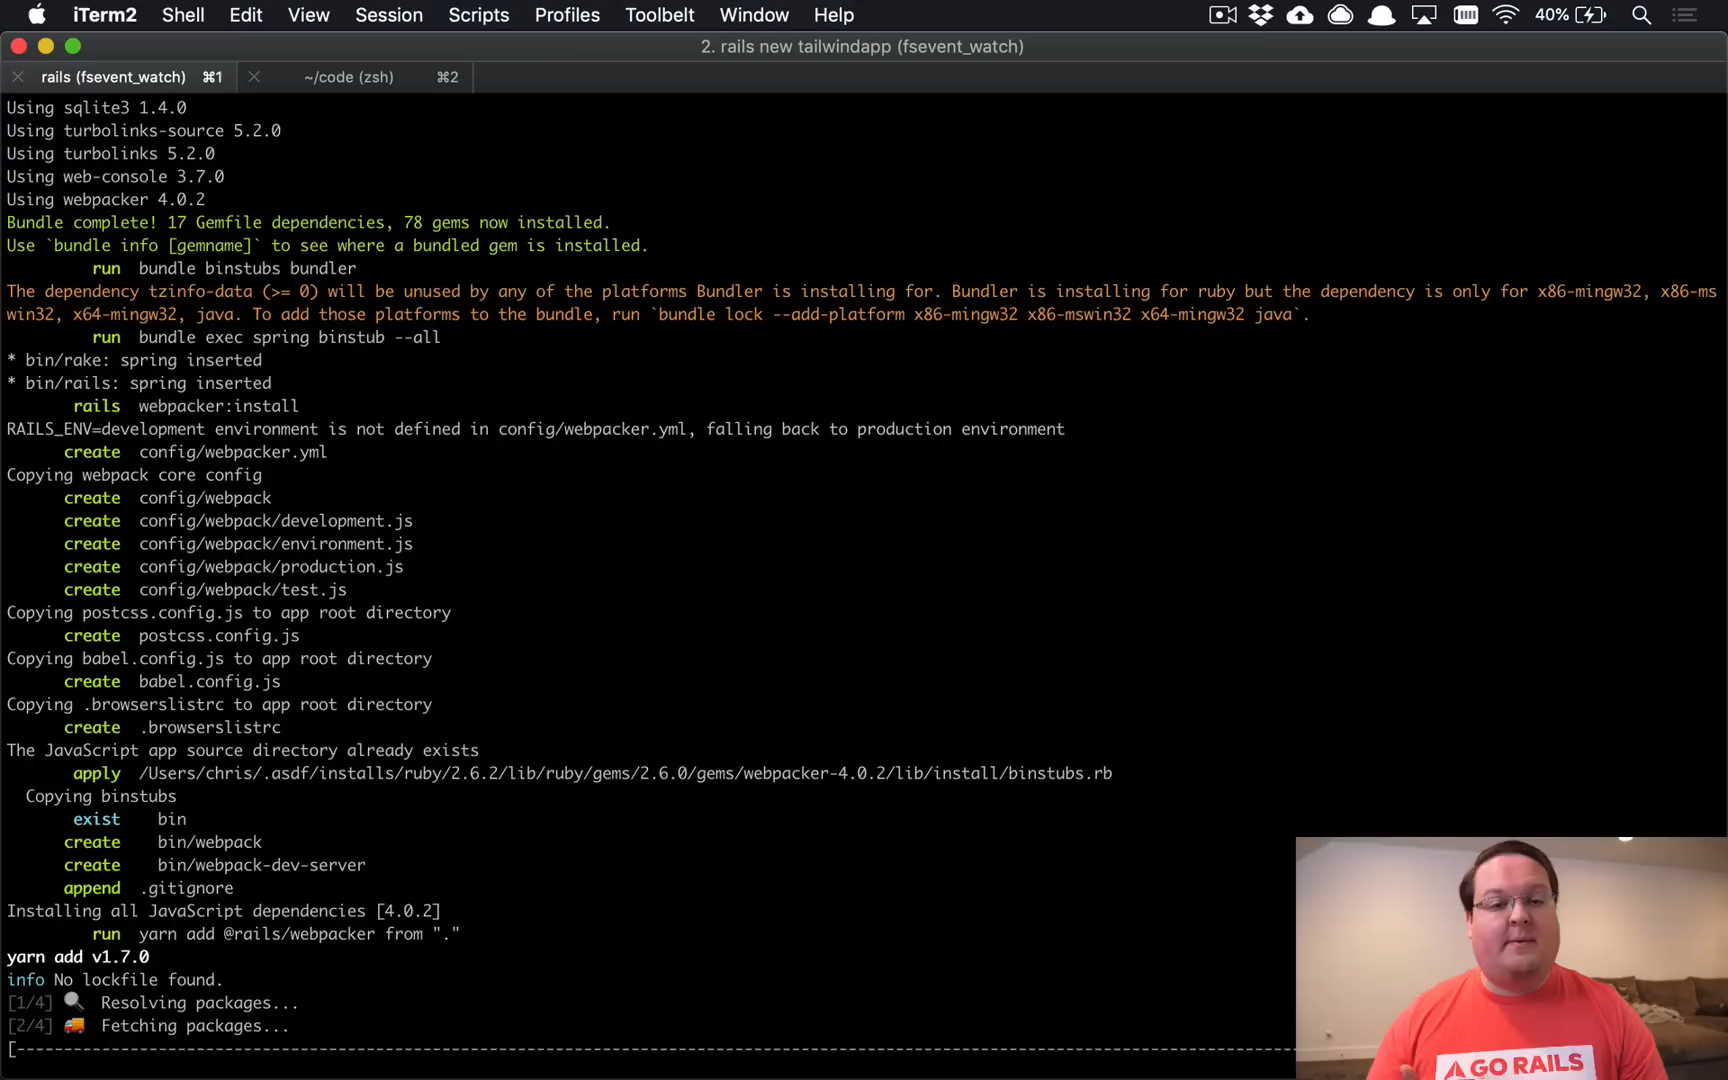 iTerm2 Shell Edit View Session Scripts Profiles Toolbelt Window Help 40%
2. rails new tailwindapp (fsevent_watch)
rails (fsevent_watch) ⌘1 ~/code (zsh) ⌘2
Using sqlite3 1.4.0
Using turbolinks-source 5.2.0
Using turbolinks 5.2.0
Using web-console 3.7.0
Using webpacker 4.0.2
Bundle complete! 17 Gemfile dependencies, 78 gems now installed.
Use `bundle info [gemname]` to see where a bundled gem is installed.
run bundle binstubs bundler
The dependency tzinfo-data (>= 0) will be unused by any of the platforms Bundler is installing for. Bundler is installing for ruby but the dependency is only for x86-mingw32, x86-ms
win32, x64-mingw32, java. To add those platforms to the bundle, run `bundle lock --add-platform x86-mingw32 x86-mswin32 x64-mingw32 java`.
run bundle exec spring binstub --all
* bin/rake: spring inserted
* bin/rails: spring inserted
rails webpacker:install
RAILS_ENV=development environment is not defined in config/webpacker.yml, falling back to production environment
create config/webpacker.yml
Copying webpack core config
create config/webpack
create config/webpack/development.js
create config/webpack/environment.js
create config/webpack/production.js
create config/webpack/test.js
Copying postcss.config.js to app root directory
create postcss.config.js
Copying babel.config.js to app root directory
create babel.config.js
Copying .browserslistrc to app root directory
create .browserslistrc
The JavaScript app source directory already exists
apply /Users/chris/.asdf/installs/ruby/2.6.2/lib/ruby/gems/2.6.0/gems/webpacker-4.0.2/lib/install/binstubs.rb
Copying binstubs
exist bin
create bin/webpack
create bin/webpack-dev-server
append .gitignore
Installing all JavaScript dependencies [4.0.2]
run yarn add @rails/webpacker from "."
yarn add v1.7.0
info No lockfile found.
[1/4] 🔍 Resolving packages...
[2/4] 🚚 Fetching packages...
GO RAILS